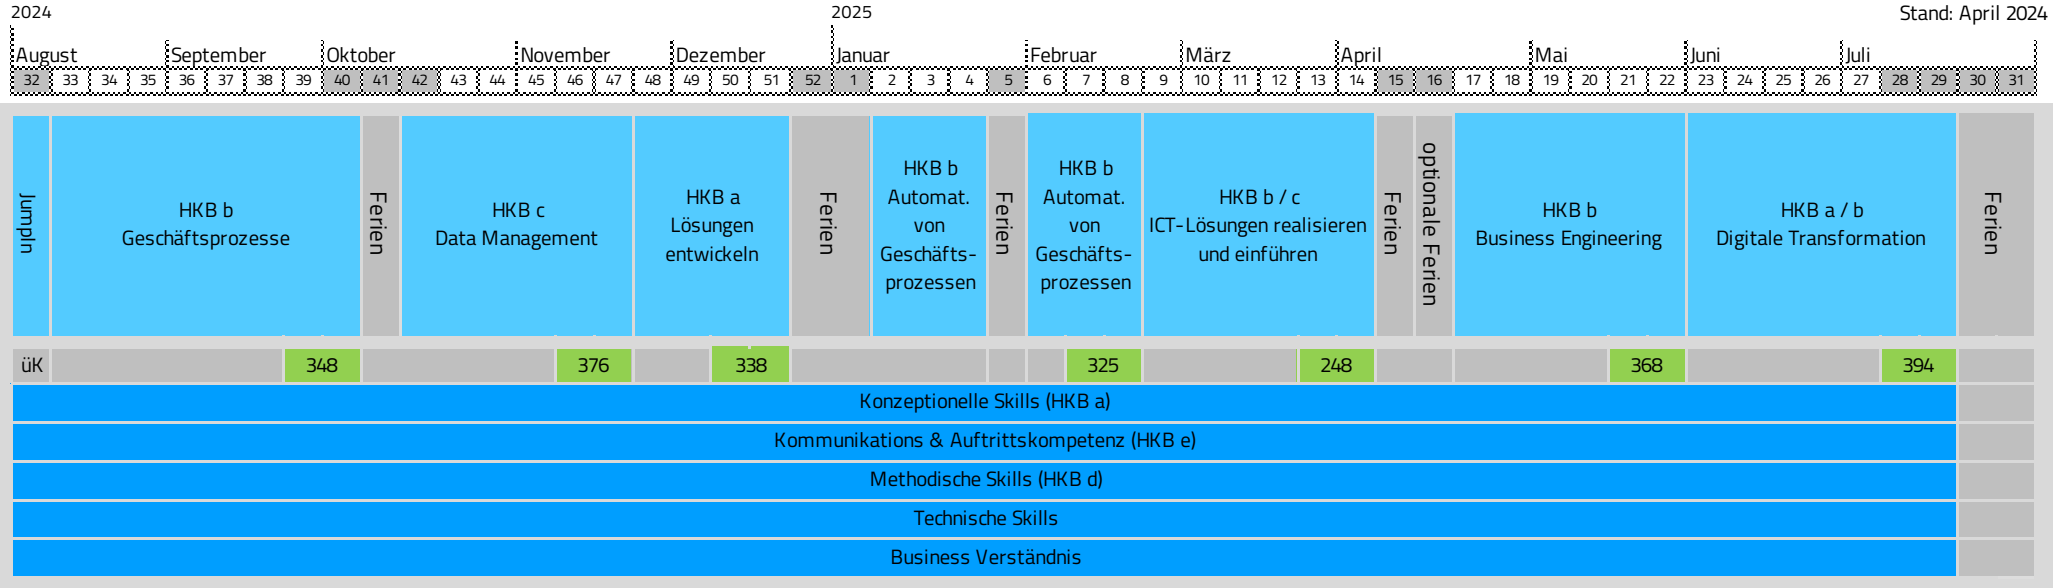 2024 2025 Stand: April 2024
August September Oktober November Dezember Januar Februar März April Mai Juni Juli
32 33 34 35 36 37 38 39 40 41 42 43 44 45 46 47 48 49 50 51 52 1 2 3 4 5 6 7 8 9 10 11 12 13 14 15 16 17 18 19 20 21 22 23 24 25 26 27 28 29 30 31
JumpIn
HKB b
Geschäftsprozesse
Ferien
HKB c
Data Management
HKB a
Lösungen
entwickeln
Ferien
HKB b
Automat.
von
Geschäfts-
prozessen
Ferien
HKB b
Automat.
von
Geschäfts-
prozessen
HKB b / c
ICT-Lösungen realisieren
und einführen
Ferien
optionale Ferien
HKB b
Business Engineering
HKB a / b
Digitale Transformation
Ferien
üK 348 376 338 325 248 368 394
Konzeptionelle Skills (HKB a)
Kommunikations & Auftrittskompetenz (HKB e)
Methodische Skills (HKB d)
Technische Skills
Business Verständnis